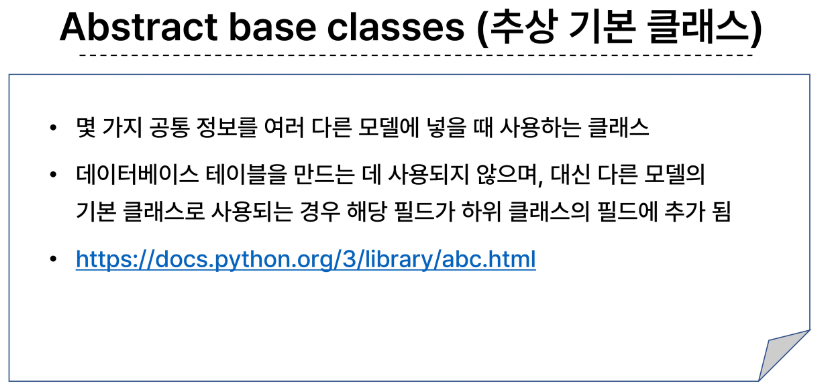 Abstract base classes (추상 기본 클래스)
• 몇 가지 공통 정보를 여러 다른 모델에 넣을 때 사용하는 클래스
• 데이터베이스 테이블을 만드는 데 사용되지 않으며, 대신 다른 모델의
기본 클래스로 사용되는 경우 해당 필드가 하위 클래스의 필드에 추가 됨
• https://docs.python.org/3/library/abc.html